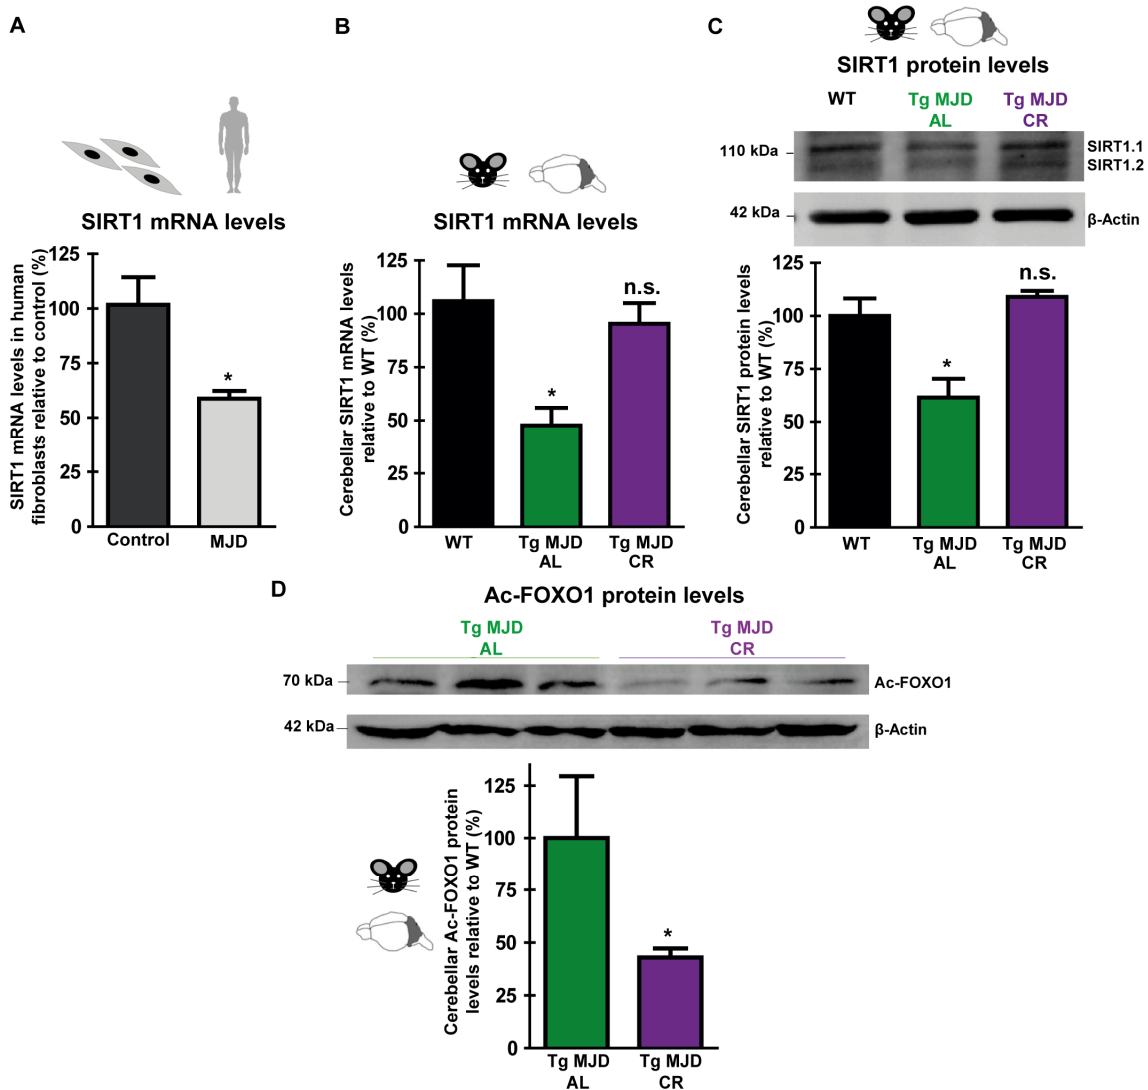 A
SIRT1 mRNA levels
SIRT1 mRNA levels in human
fibroblasts relative to control (%)
125
100
75
50
25
0
*
Control
MJD
B
SIRT1 mRNA levels
Cerebellar SIRT1 mRNA levels
relative to WT (%)
125
100
75
50
25
0
*
n.s.
WT
Tg MJD
AL
Tg MJD
CR
C
SIRT1 protein levels
WT
Tg MJD
AL
Tg MJD
CR
110 kDa
SIRT1.1
SIRT1.2
42 kDa
β-Actin
Cerebellar SIRT1 protein levels
relative to WT (%)
125
100
75
50
25
0
*
n.s.
WT
Tg MJD
AL
Tg MJD
CR
D
Ac-FOXO1 protein levels
Tg MJD
AL
Tg MJD
CR
70 kDa
Ac-FOXO1
42 kDa
β-Actin
Cerebellar Ac-FOXO1 protein
levels relative to WT (%)
125
100
75
50
25
0
*
Tg MJD
AL
Tg MJD
CR